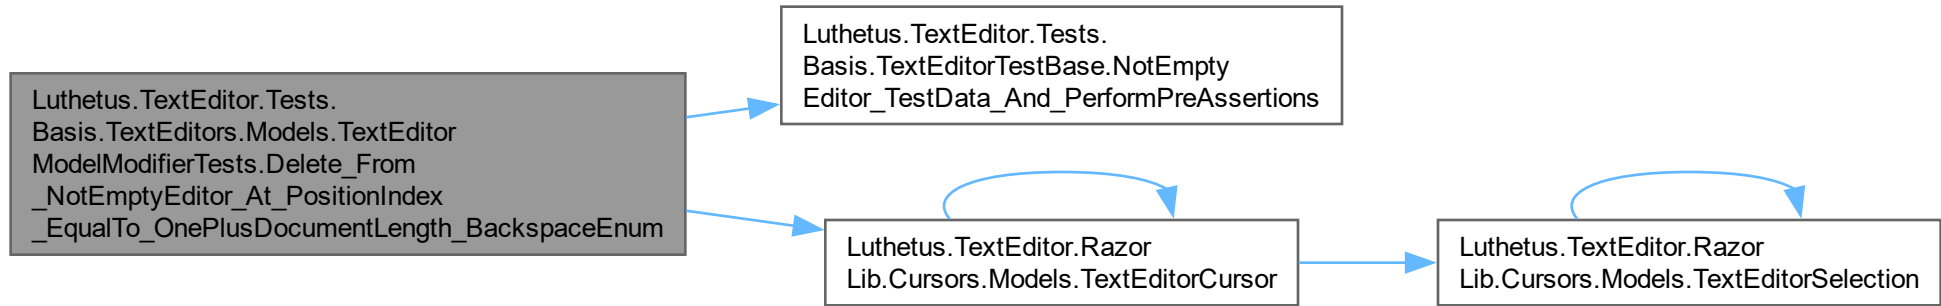 Luthetus.TextEditor.Tests.
Basis.TextEditors.Models.TextEditor
ModelModifierTests.Delete_From
_NotEmptyEditor_At_PositionIndex
_EqualTo_OnePlusDocumentLength_BackspaceEnum
Luthetus.TextEditor.Tests.
Basis.TextEditorTestBase.NotEmpty
Editor_TestData_And_PerformPreAssertions
Luthetus.TextEditor.Razor
Lib.Cursors.Models.TextEditorCursor
Luthetus.TextEditor.Razor
Lib.Cursors.Models.TextEditorSelection